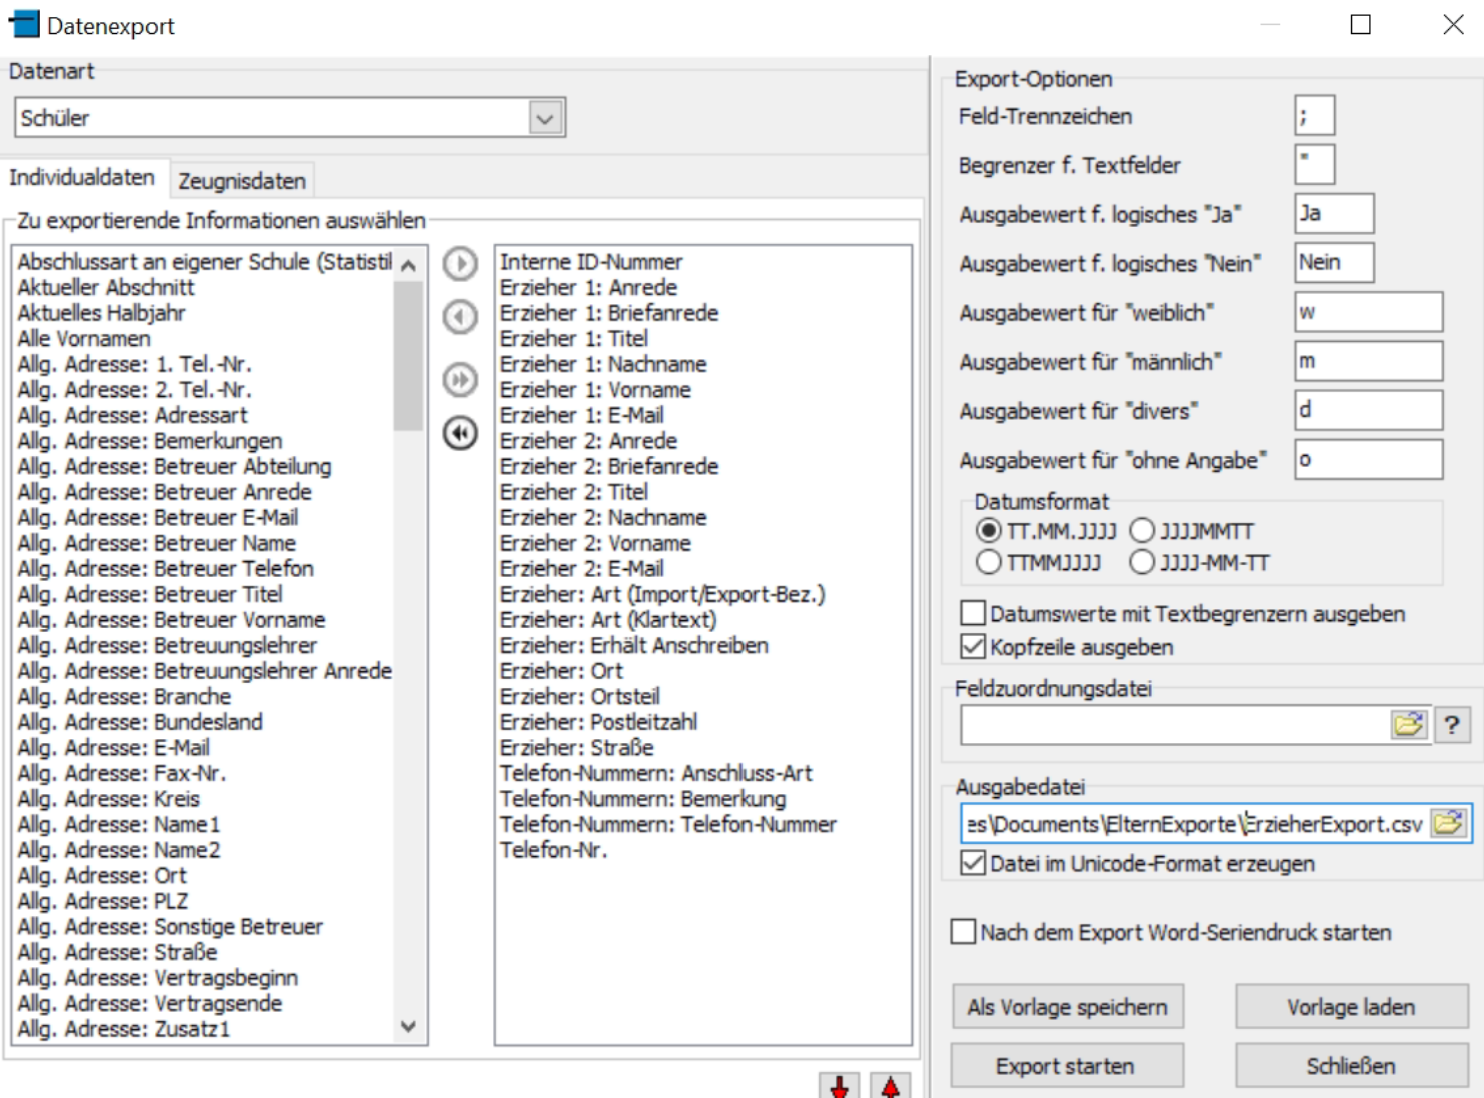 Datenexport
Datenart
Schüler
Individualdaten
Zeugnisdaten
Zu exportierende Informationen auswählen
Abschlussart an eigener Schule (Statistil
Aktueller Abschnitt
Aktuelles Halbjahr
Alle Vornamen
Allg. Adresse: 1. Tel.-Nr.
Allg. Adresse: 2. Tel.-Nr.
Allg. Adresse: Adressart
Allg. Adresse: Bemerkungen
Allg. Adresse: Betreuer Abteilung
Allg. Adresse: Betreuer Anrede
Allg. Adresse: Betreuer E-Mail
Allg. Adresse: Betreuer Name
Allg. Adresse: Betreuer Telefon
Allg. Adresse: Betreuer Titel
Allg. Adresse: Betreuer Vorname
Allg. Adresse: Betreuungslehrer
Allg. Adresse: Betreuungslehrer Anrede
Allg. Adresse: Branche
Allg. Adresse: Bundesland
Allg. Adresse: E-Mail
Allg. Adresse: Fax-Nr.
Allg. Adresse: Kreis
Allg. Adresse: Name1
Allg. Adresse: Name2
Allg. Adresse: Ort
Allg. Adresse: PLZ
Allg. Adresse: Sonstige Betreuer
Allg. Adresse: Straße
Allg. Adresse: Vertragsbeginn
Allg. Adresse: Vertragsende
Allg. Adresse: Zusatz1
Interne ID-Nummer
Erzieher 1: Anrede
Erzieher 1: Briefanrede
Erzieher 1: Titel
Erzieher 1: Nachname
Erzieher 1: Vorname
Erzieher 1: E-Mail
Erzieher 2: Anrede
Erzieher 2: Briefanrede
Erzieher 2: Titel
Erzieher 2: Nachname
Erzieher 2: Vorname
Erzieher 2: E-Mail
Erzieher: Art (Import/Export-Bez.)
Erzieher: Art (Klartext)
Erzieher: Erhält Anschreiben
Erzieher: Ort
Erzieher: Ortsteil
Erzieher: Postleitzahl
Erzieher: Straße
Telefon-Nummern: Anschluss-Art
Telefon-Nummern: Bemerkung
Telefon-Nummern: Telefon-Nummer
Telefon-Nr.
Export-Optionen
Feld-Trennzeichen ;
Begrenzer f. Textfelder "
Ausgabewert f. logisches "Ja" Ja
Ausgabewert f. logisches "Nein" Nein
Ausgabewert für "weiblich" w
Ausgabewert für "männlich" m
Ausgabewert für "divers" d
Ausgabewert für "ohne Angabe" o
Datumsformat
TT.MM.JJJJ JJJJMMTT
TTMMJJJJ JJJJ-MM-TT
Datumswerte mit Textbegrenzern ausgeben
Kopfzeile ausgeben
Feldzuordnungsdatei
?
Ausgabedatei
es\Documents\ElternExporte\ErzieherExport.csv
Datei im Unicode-Format erzeugen
Nach dem Export Word-Seriendruck starten
Als Vorlage speichern
Vorlage laden
Export starten
Schließen